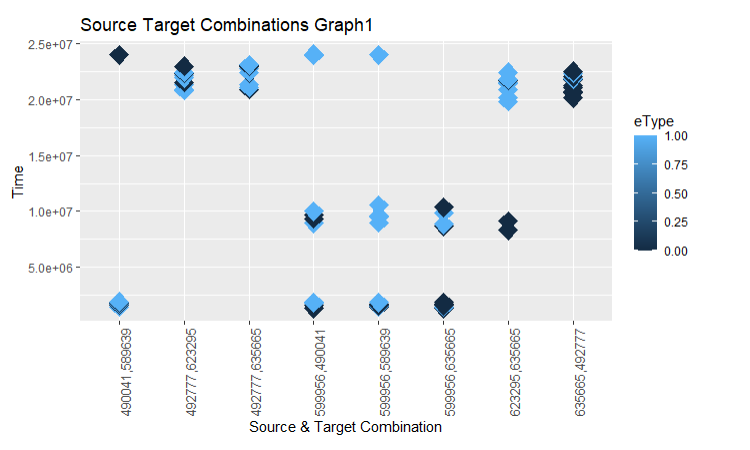 Source Target Combinations Graph1
2.5e+07
2.0e+07
1.5e+07
1.0e+07
5.0e+06
Time
490041,589639
492777,623295
492777,635665
599956,490041
599956,589639
599956,635665
623295,635665
635665,492777
Source & Target Combination
eType
1.00
0.75
0.50
0.25
0.00